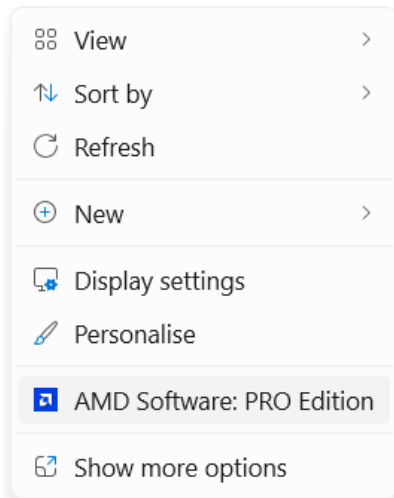 View
Sort by
Refresh
New
Display settings
Personalise
AMD Software: PRO Edition
Show more options